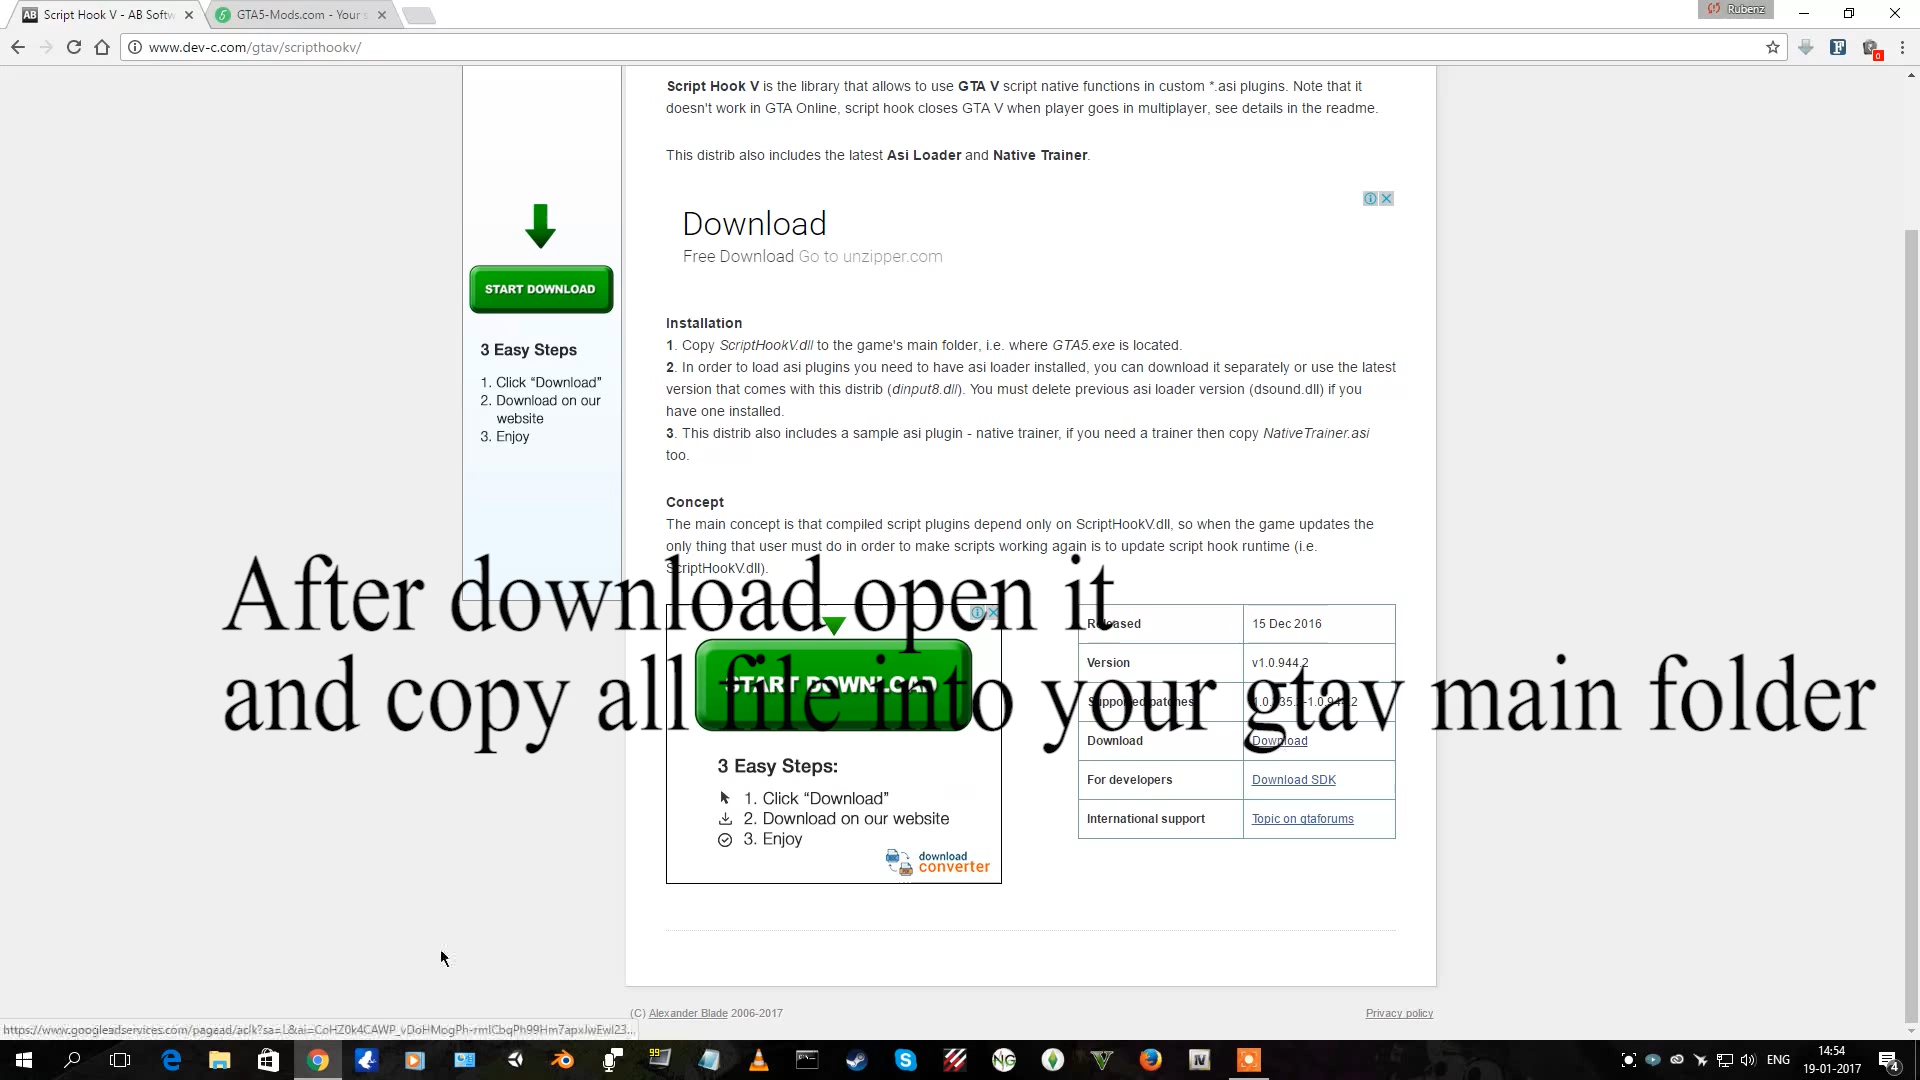 Script Hook V - AB Softw
GTA5-Mods.com - Your s
Rubenz
www.dev-c.com/gtav/scripthookv/
Script Hook V is the library that allows to use GTA V script native functions in custom *.asi plugins. Note that it
doesn't work in GTA Online, script hook closes GTA V when player goes in multiplayer, see details in the readme.
This distrib also includes the latest Asi Loader and Native Trainer.
Download
Free Download Go to unzipper.com
START DOWNLOAD
3 Easy Steps
1. Click “Download”
2. Download on our
website
3. Enjoy
Installation
1. Copy ScriptHookV.dll to the game's main folder, i.e. where GTA5.exe is located.
2. In order to load asi plugins you need to have asi loader installed, you can download it separately or use the latest
version that comes with this distrib (dinput8.dll). You must delete previous asi loader version (dsound.dll) if you
have one installed.
3. This distrib also includes a sample asi plugin - native trainer, if you need a trainer then copy NativeTrainer.asi
too.
Concept
The main concept is that compiled script plugins depend only on ScriptHookV.dll, so when the game updates the
only thing that user must do in order to make scripts working again is to update script hook runtime (i.e.
ScriptHookV.dll).
After download open it
and copy all file into your gtav main folder
START DOWNLOAD
3 Easy Steps:
1. Click “Download”
2. Download on our website
3. Enjoy
download
converter
Released 15 Dec 2016
Version v1.0.944.2
Supported patches
Download Download
For developers Download SDK
International support Topic on gtaforums
(C) Alexander Blade 2006-2017
Privacy policy
ENG
14:54
19-01-2017
4